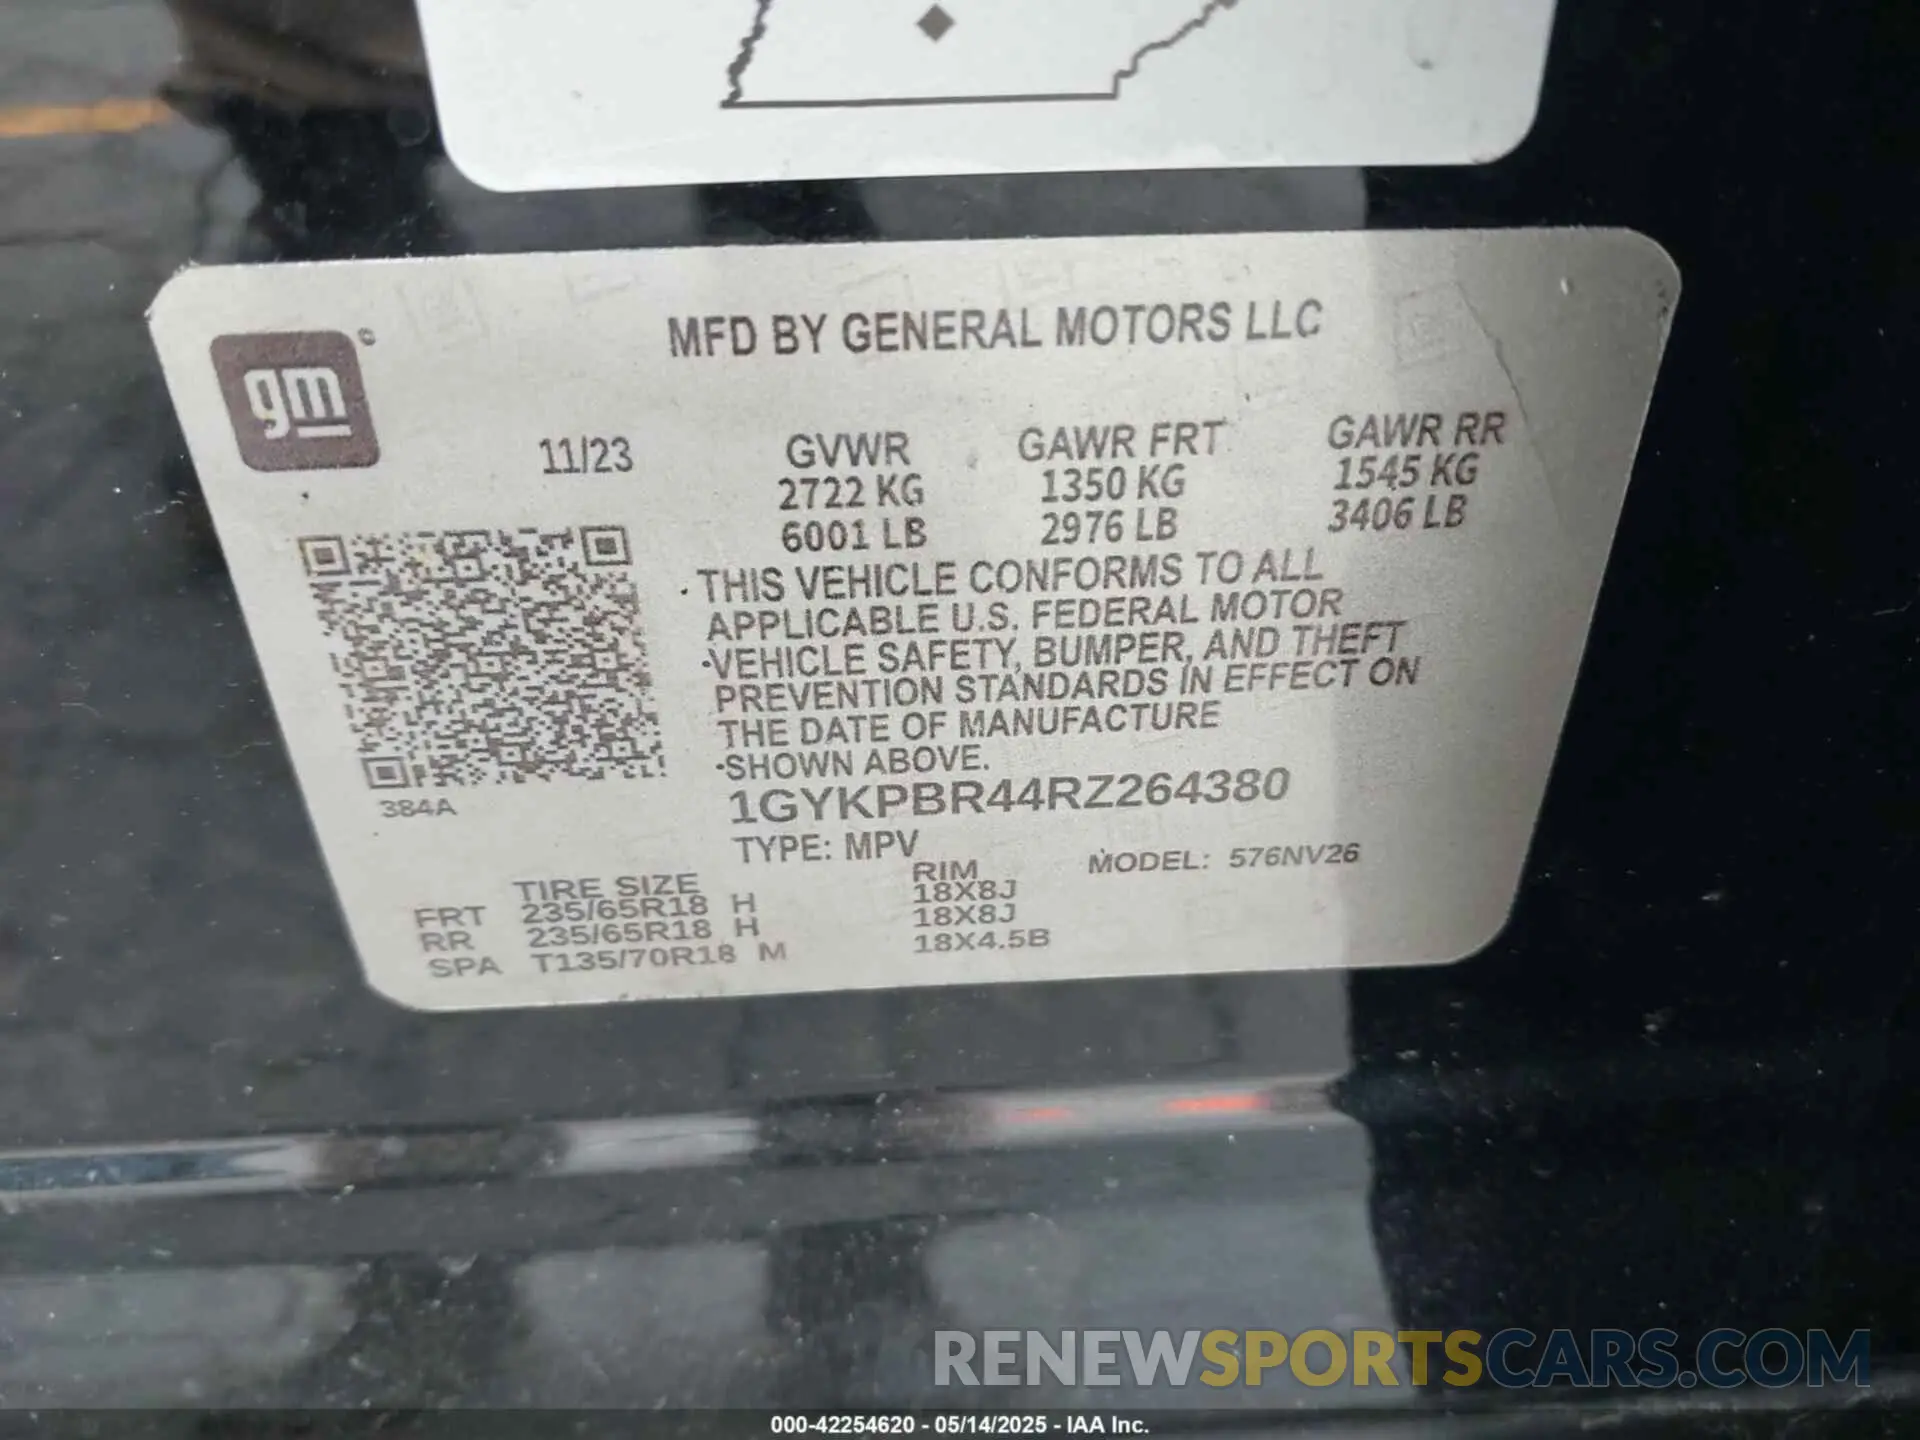 MFD BY GENERAL MOTORS LLC
gm ©
11/23
GVWR GAWR FRT GAWR RR
2722 KG 1350 KG 1545 KG
6001 LB 2976 LB 3406 LB
THIS VEHICLE CONFORMS TO ALL
APPLICABLE U.S. FEDERAL MOTOR
VEHICLE SAFETY, BUMPER, AND THEFT
PREVENTION STANDARDS IN EFFECT ON
THE DATE OF MANUFACTURE
SHOWN ABOVE.
384A
1GYKPBR44RZ264380
TYPE: MPV MODEL: 576NV26
TIRE SIZE RIM
FRT 235/65R18 H 18X8J
RR 235/65R18 H 18X8J
SPA T135/70R18 M 18X4.5B
RENEWSPORTSCARS.COM
000-42254620 - 05/14/2025 - IAA Inc.